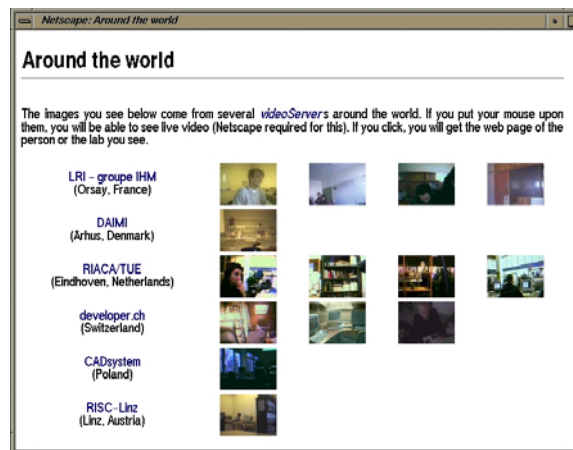 Netscape: Around the world
Around the world
The images you see below come from several videoServers around the world. If you put your mouse upon
them, you will be able to see live video (Netscape required for this). If you click, you will get the web page of the
person or the lab you see.
LRI - groupe IHM
(Orsay, France)
DAIMI
(Århus, Denmark)
RIACA/TUE
(Eindhoven, Netherlands)
developer.ch
(Switzerland)
CADsystem
(Poland)
RISC-Linz
(Linz, Austria)